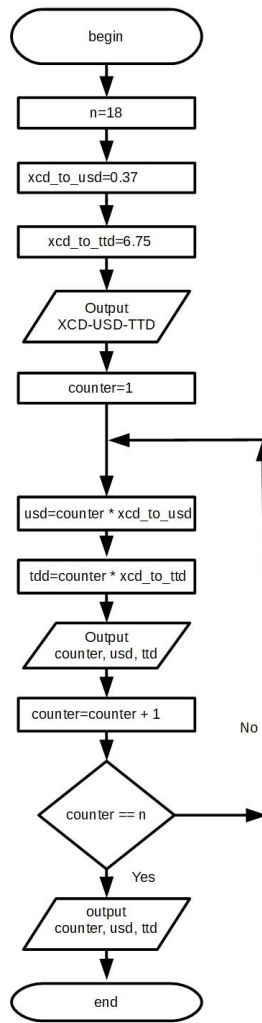 begin
n=18
xcd_to_usd=0.37
xcd_to_ttd=6.75
Output
XCD-USD-TTD
counter=1
usd=counter * xcd_to_usd
tdd=counter * xcd_to_ttd
Output
counter, usd, ttd
counter=counter + 1
No
counter == n
Yes
output
counter, usd, ttd
end